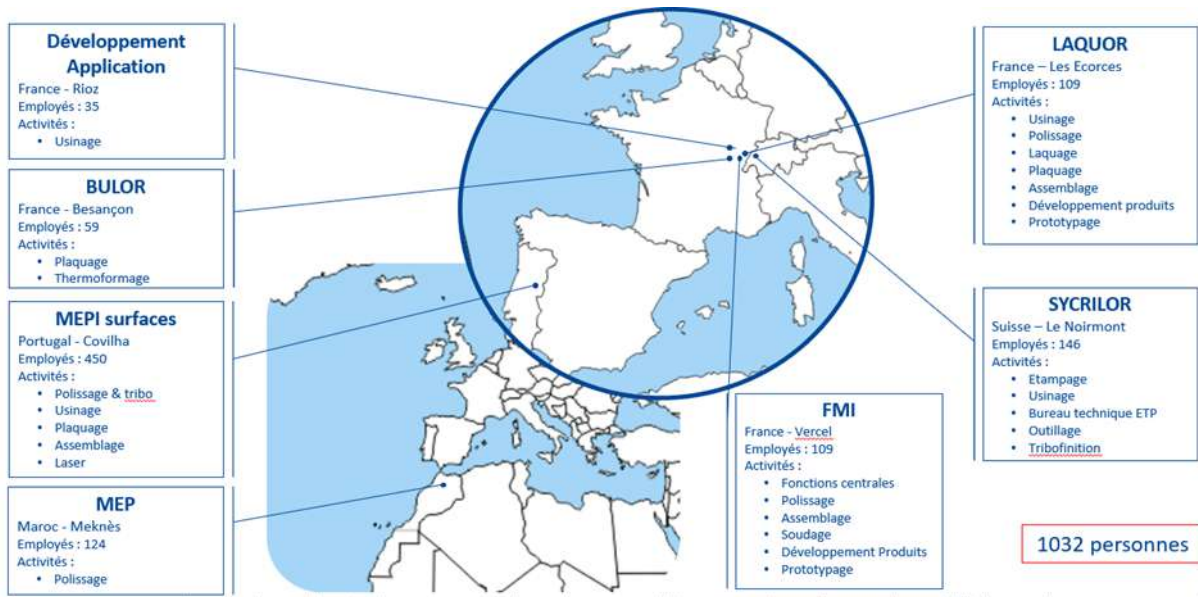 Développement
Application
France - Rioz
Employés : 35
Activités :
• Usinage
BULOR
France - Besançon
Employés : 59
Activités :
• Plaquage
• Thermoformage
MEPI surfaces
Portugal - Covilha
Employés : 450
Activités :
• Polissage & tribo
• Usinage
• Plaquage
• Assemblage
• Laser
MEP
Maroc - Meknès
Employés : 124
Activités :
• Polissage
LAQUOR
France – Les Ecorces
Employés : 109
Activités :
• Usinage
• Polissage
• Laquage
• Plaquage
• Assemblage
• Développement produits
• Prototypage
SYCRILOR
Suisse – Le Noirmont
Employés : 146
Activités :
• Etampage
• Usinage
• Bureau technique ETP
• Outillage
• Tribofinition
FMI
France - Vercel
Employés : 109
Activités :
• Fonctions centrales
• Polissage
• Assemblage
• Soudage
• Développement Produits
• Prototypage
1032 personnes